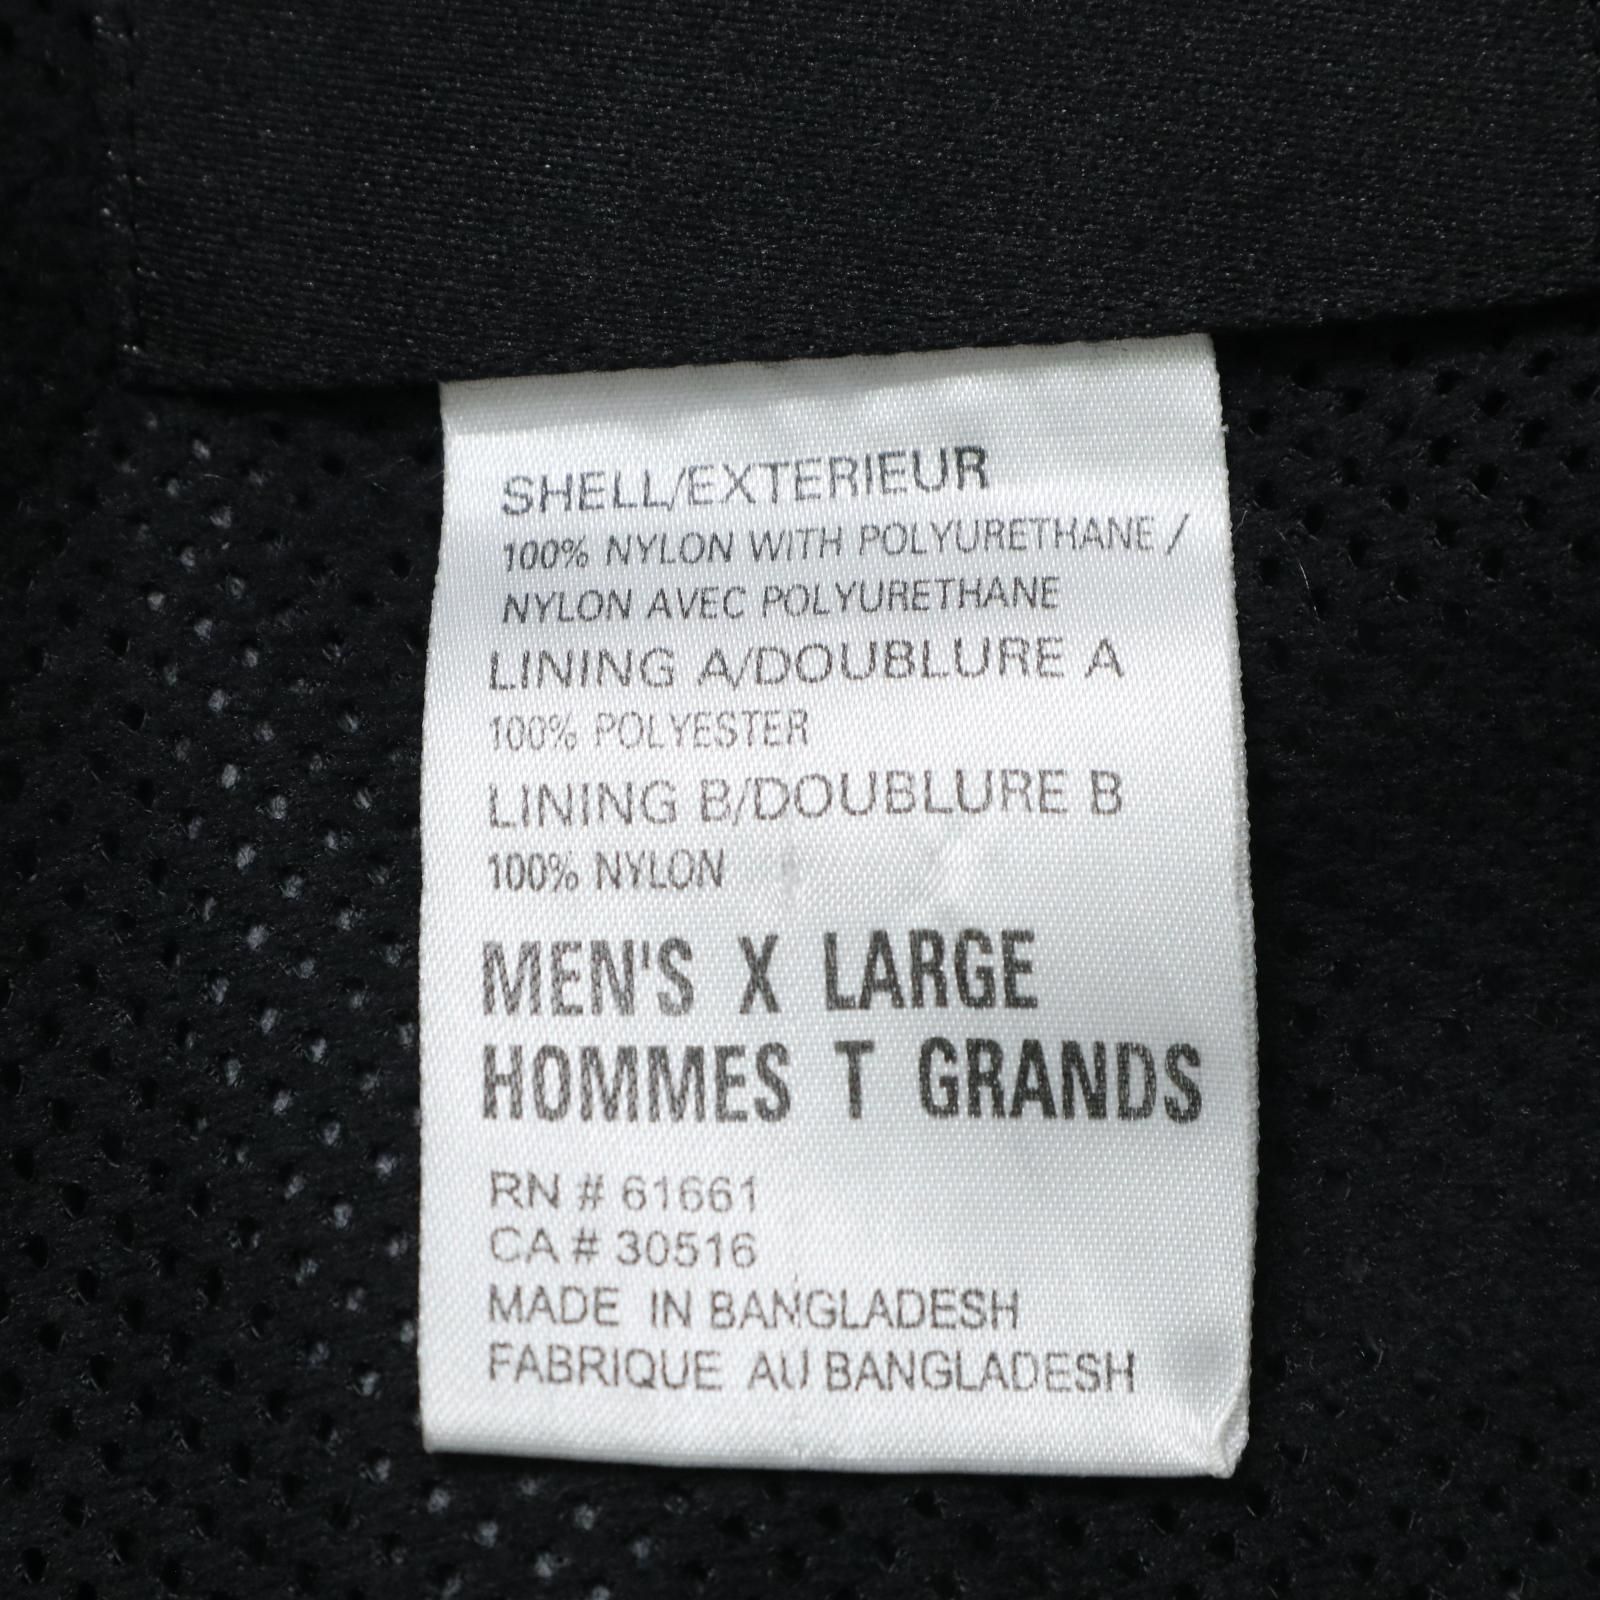 SHELL/EXTERIEUR
100% NYLON WITH POLYURETHANE /
NYLON AVEC POLYURETHANE
LINING A/DOUBLURE A
100% POLYESTER
LINING B/DOUBLURE B
100% NYLON
MEN'S X LARGE
HOMMES T GRANDS
RN # 61661
CA # 30516
MADE IN BANGLADESH
FABRIQUE AU BANGLADESH